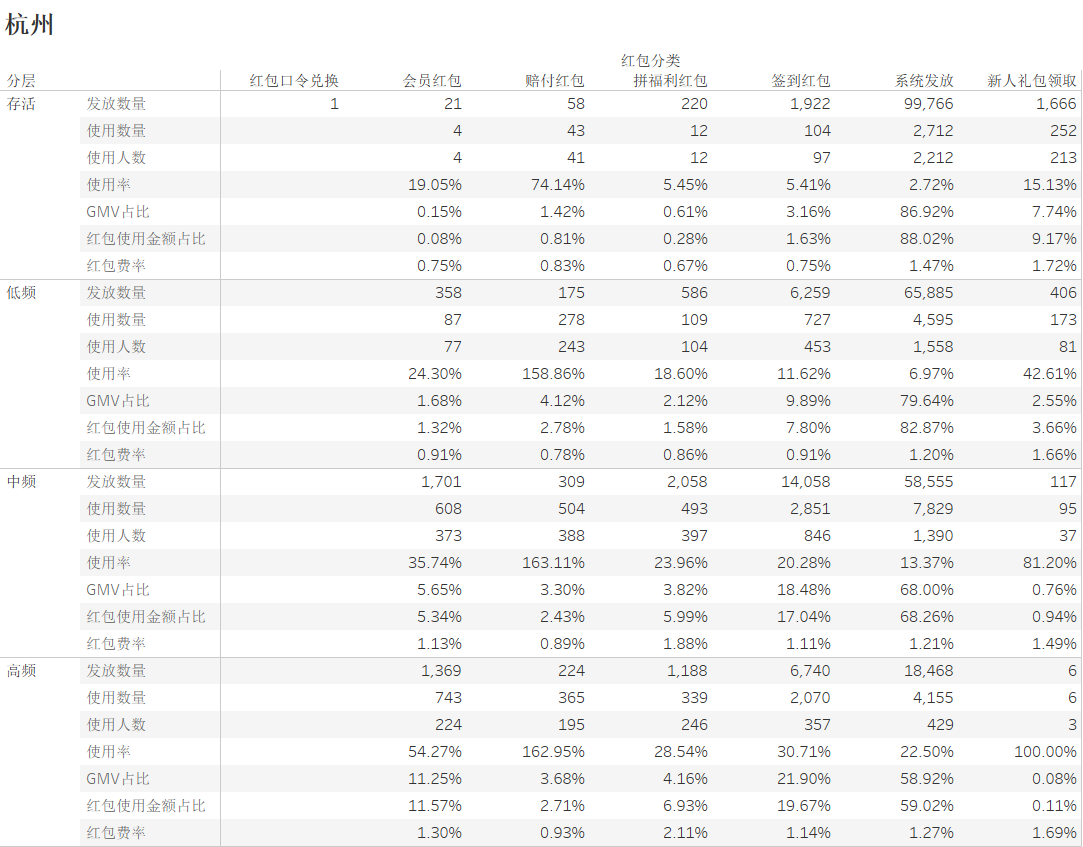 杭州
红包分类
分层 红包口令兑换 会员红包 赔付红包 拼福利红包 签到红包 系统发放 新人礼包领取
存活 发放数量 1 21 58 220 1,922 99,766 1,666
使用数量 4 43 12 104 2,712 252
使用人数 4 41 12 97 2,212 213
使用率 19.05% 74.14% 5.45% 5.41% 2.72% 15.13%
GMV占比 0.15% 1.42% 0.61% 3.16% 86.92% 7.74%
红包使用金额占比 0.08% 0.81% 0.28% 1.63% 88.02% 9.17%
红包费率 0.75% 0.83% 0.67% 0.75% 1.47% 1.72%
低频 发放数量 358 175 586 6,259 65,885 406
使用数量 87 278 109 727 4,595 173
使用人数 77 243 104 453 1,558 81
使用率 24.30% 158.86% 18.60% 11.62% 6.97% 42.61%
GMV占比 1.68% 4.12% 2.12% 9.89% 79.64% 2.55%
红包使用金额占比 1.32% 2.78% 1.58% 7.80% 82.87% 3.66%
红包费率 0.91% 0.78% 0.86% 0.91% 1.20% 1.66%
中频 发放数量 1,701 309 2,058 14,058 58,555 117
使用数量 608 504 493 2,851 7,829 95
使用人数 373 388 397 846 1,390 37
使用率 35.74% 163.11% 23.96% 20.28% 13.37% 81.20%
GMV占比 5.65% 3.30% 3.82% 18.48% 68.00% 0.76%
红包使用金额占比 5.34% 2.43% 5.99% 17.04% 68.26% 0.94%
红包费率 1.13% 0.89% 1.88% 1.11% 1.21% 1.49%
高频 发放数量 1,369 224 1,188 6,740 18,468 6
使用数量 743 365 339 2,070 4,155 6
使用人数 224 195 246 357 429 3
使用率 54.27% 162.95% 28.54% 30.71% 22.50% 100.00%
GMV占比 11.25% 3.68% 4.16% 21.90% 58.92% 0.08%
红包使用金额占比 11.57% 2.71% 6.93% 19.67% 59.02% 0.11%
红包费率 1.30% 0.93% 2.11% 1.14% 1.27% 1.69%